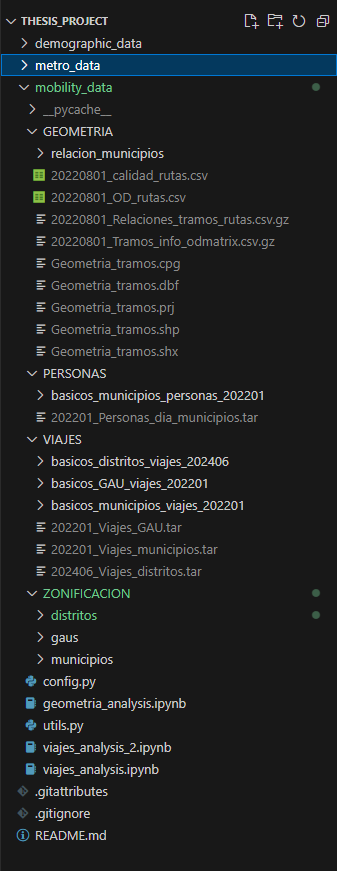 THESIS_PROJECT
demographic_data
metro_data
mobility_data
__pycache__
GEOMETRIA
relacion_municipios
20220801_calidad_rutas.csv
20220801_OD_rutas.csv
20220801_Relaciones_tramos_rutas.csv.gz
20220801_Tramos_info_odmatrix.csv.gz
Geometria_tramos.cpg
Geometria_tramos.dbf
Geometria_tramos.prj
Geometria_tramos.shp
Geometria_tramos.shx
PERSONAS
basicos_municipios_personas_202201
202201_Personas_dia_municipios.tar
VIAJES
basicos_distritos_viajes_202406
basicos_GAU_viajes_202201
basicos_municipios_viajes_202201
202201_Viajes_GAU.tar
202201_Viajes_municipios.tar
202406_Viajes_distritos.tar
ZONIFICACION
distritos
gaus
municipios
config.py
geometria_analysis.ipynb
utils.py
viajes_analysis_2.ipynb
viajes_analysis.ipynb
.gitattributes
.gitignore
README.md